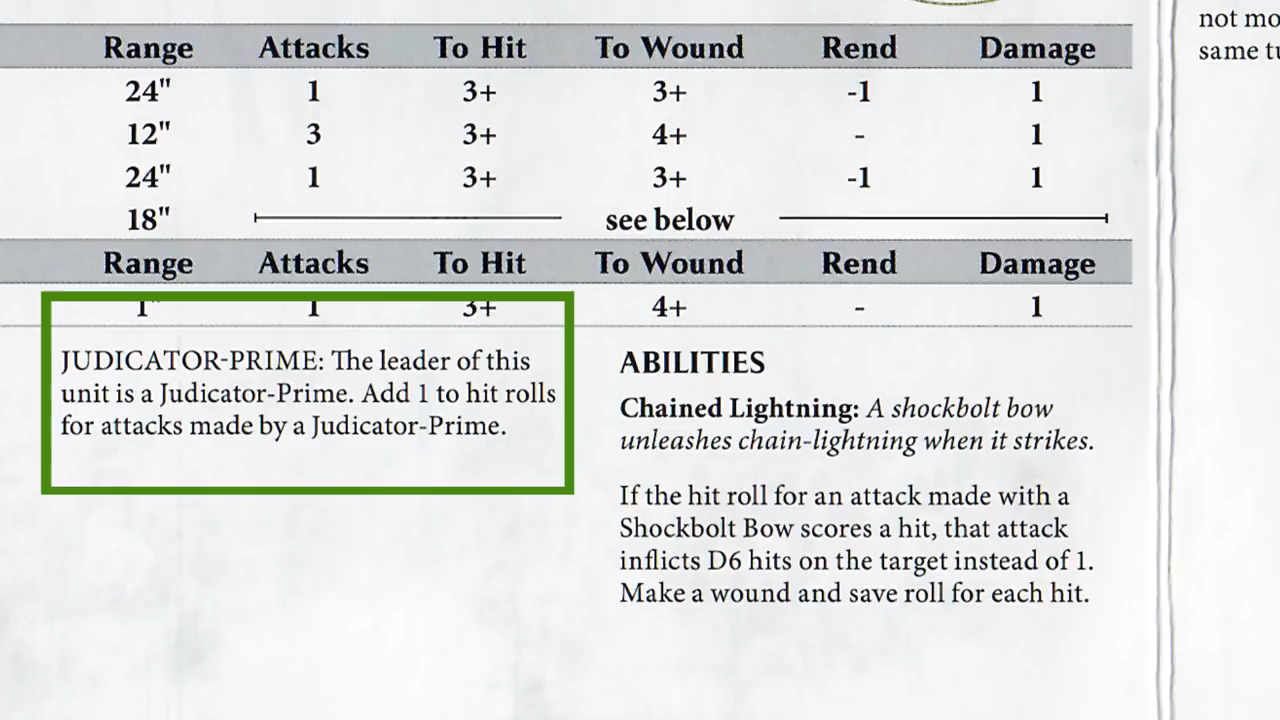 Range Attacks To Hit To Wound Rend Damage
24" 1 3+ 3+ -1 1
12" 3 3+ 4+ - 1
24" 1 3+ 3+ -1 1
18" see below
Range Attacks To Hit To Wound Rend Damage
1" 1 3+ 4+ - 1
JUDICATOR-PRIME: The leader of this
unit is a Judicator-Prime. Add 1 to hit rolls
for attacks made by a Judicator-Prime.
ABILITIES
Chained Lightning: A shockbolt bow
unleashes chain-lightning when it strikes.
If the hit roll for an attack made with a
Shockbolt Bow scores a hit, that attack
inflicts D6 hits on the target instead of 1.
Make a wound and save roll for each hit.
not
same